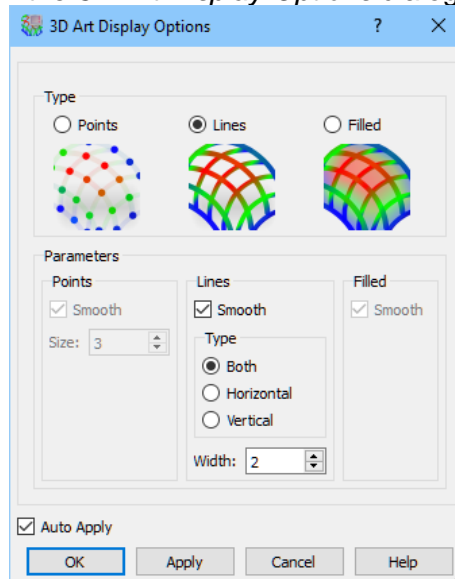 3D Art Display Options ? ✕
Type
Points Lines Filled
Parameters
Points Lines Filled
Smooth Smooth Smooth
Size: 3
Type
Both
Horizontal
Vertical
Width: 2
Auto Apply
OK Apply Cancel Help